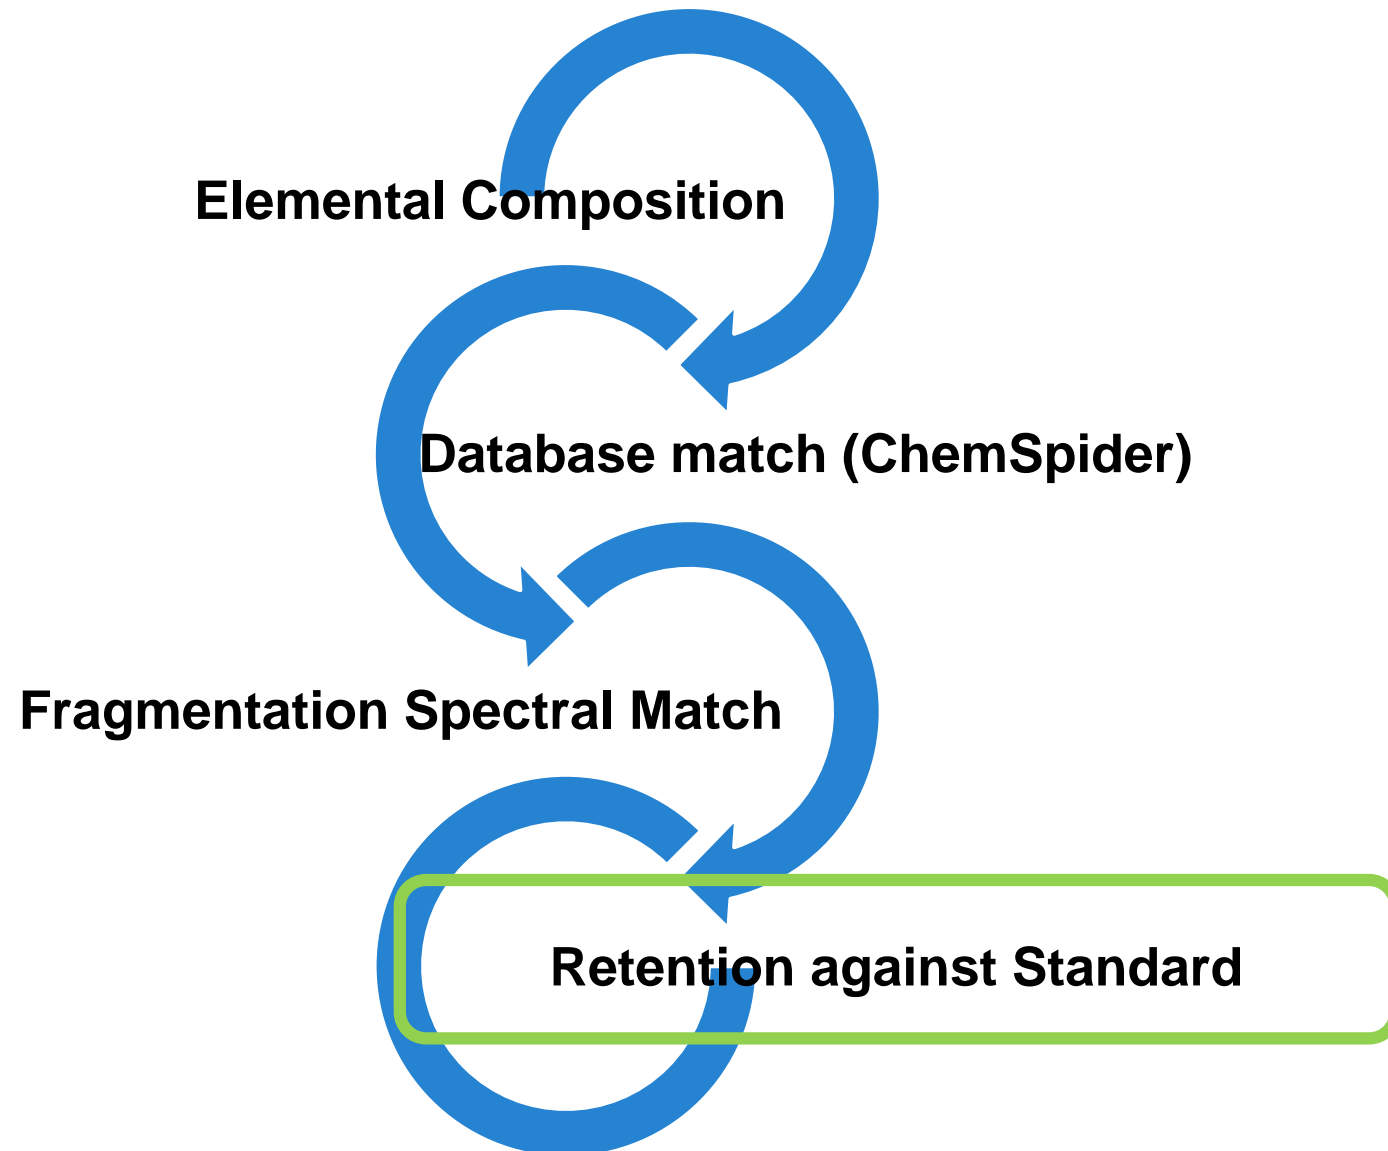 Elemental Composition
Database match (ChemSpider)
Fragmentation Spectral Match
Retention against Standard